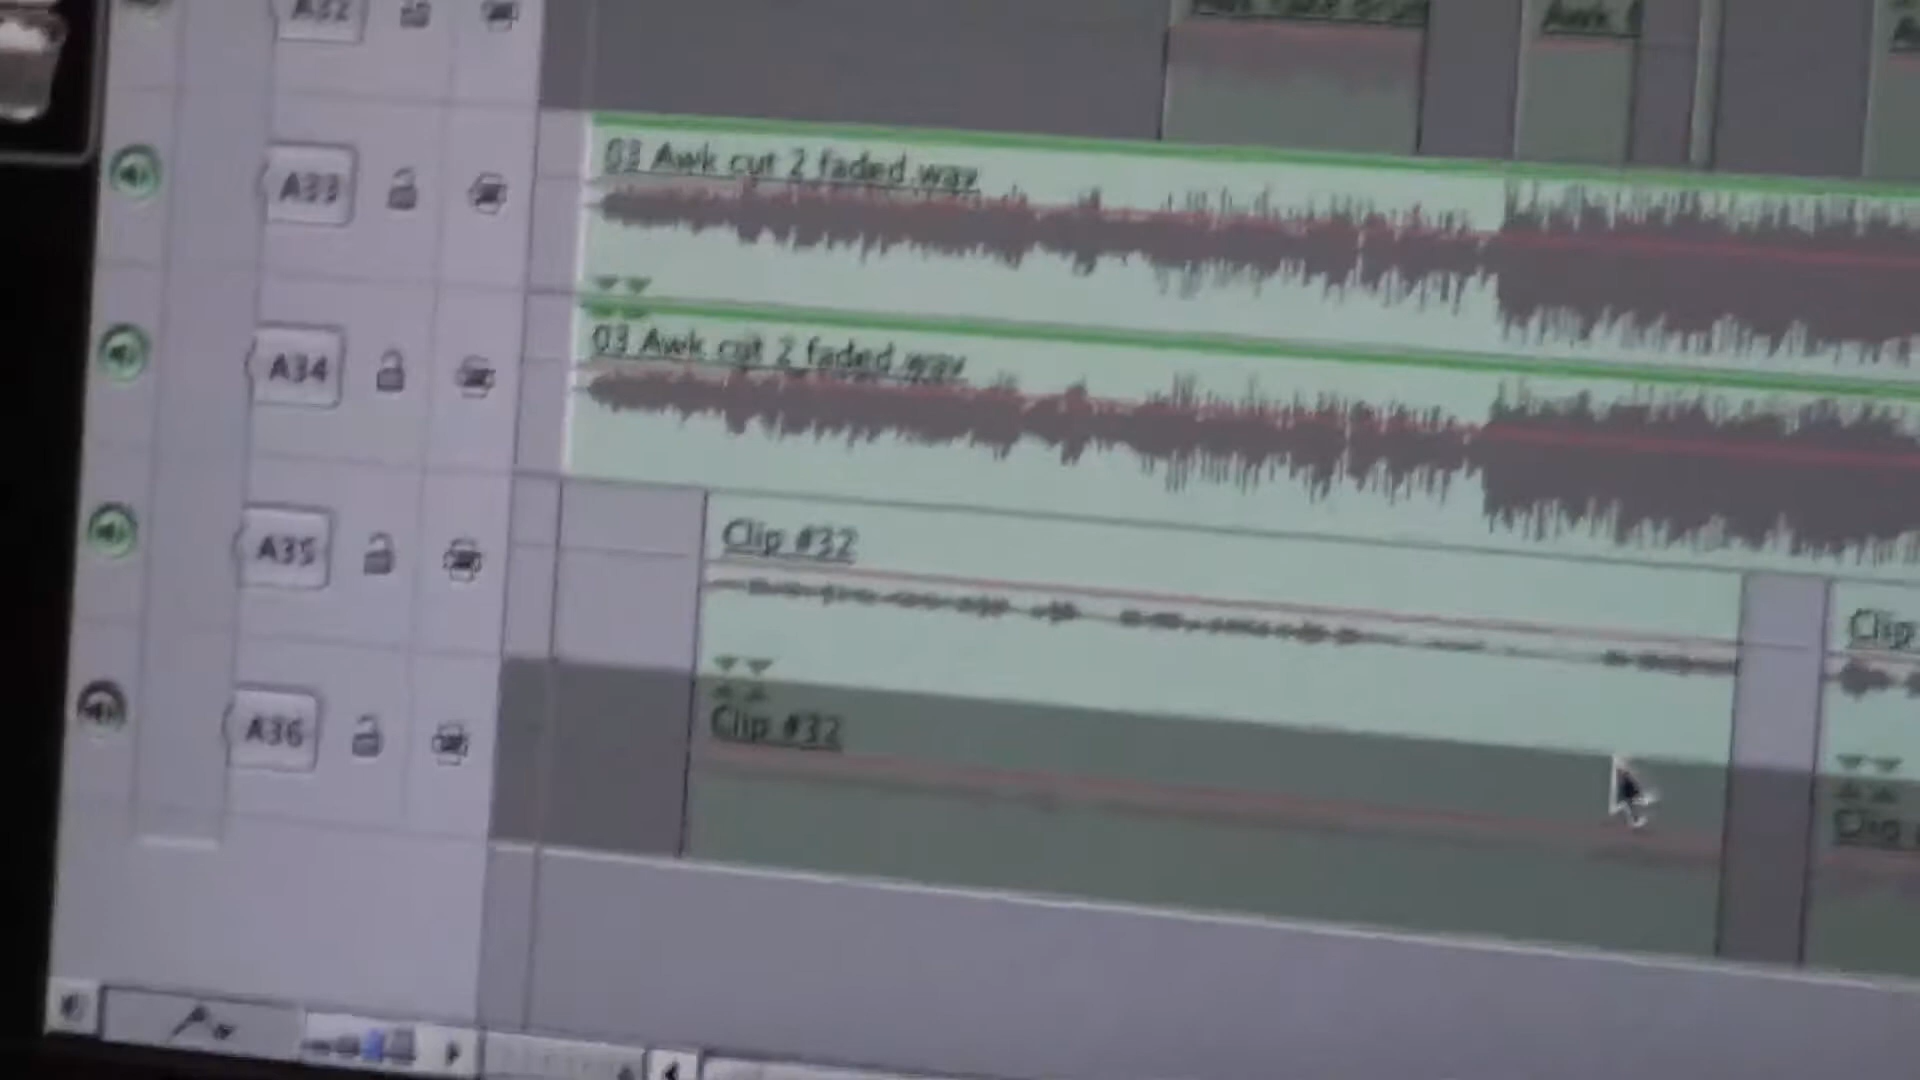 A32
Awk
A33
03 Awk cut 2 faded.wav
A34
03 Awk cut 2 faded.wav
A35
Clip #32
Clip
A36
Clip #32
Clip